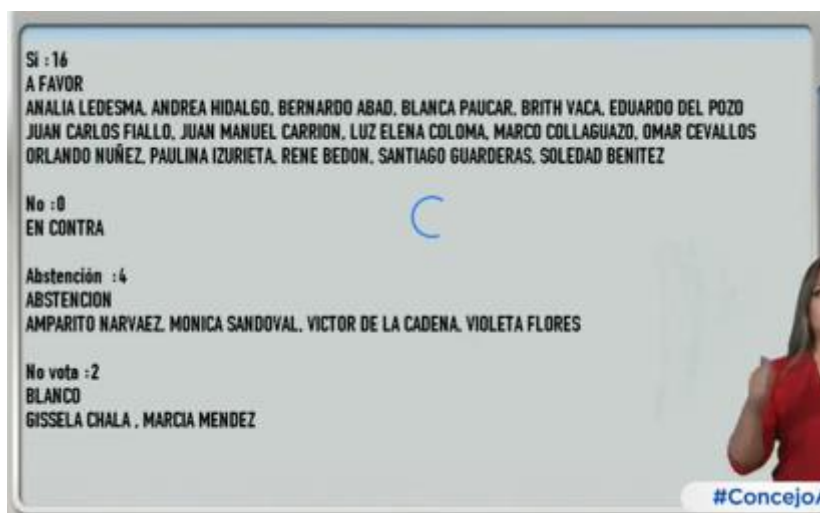 Si : 16
A FAVOR
ANALIA LEDESMA, ANDREA HIDALGO, BERNARDO ABAD, BLANCA PAUCAR, BRITH VACA, EDUARDO DEL POZO
JUAN CARLOS FIALLO, JUAN MANUEL CARRION, LUZ ELENA COLOMA, MARCO COLLAGUAZO, OMAR CEVALLOS
ORLANDO NUÑEZ, PAULINA IZURIETA, RENE BEDON, SANTIAGO GUARDERAS, SOLEDAD BENITEZ
No :0
EN CONTRA
Abstención :4
ABSTENCION
AMPARITO NARVAEZ, MONICA SANDOVAL, VICTOR DE LA CADENA, VIOLETA FLORES
No vota :2
BLANCO
GISSELA CHALA , MARCIA MENDEZ
#ConcejoA